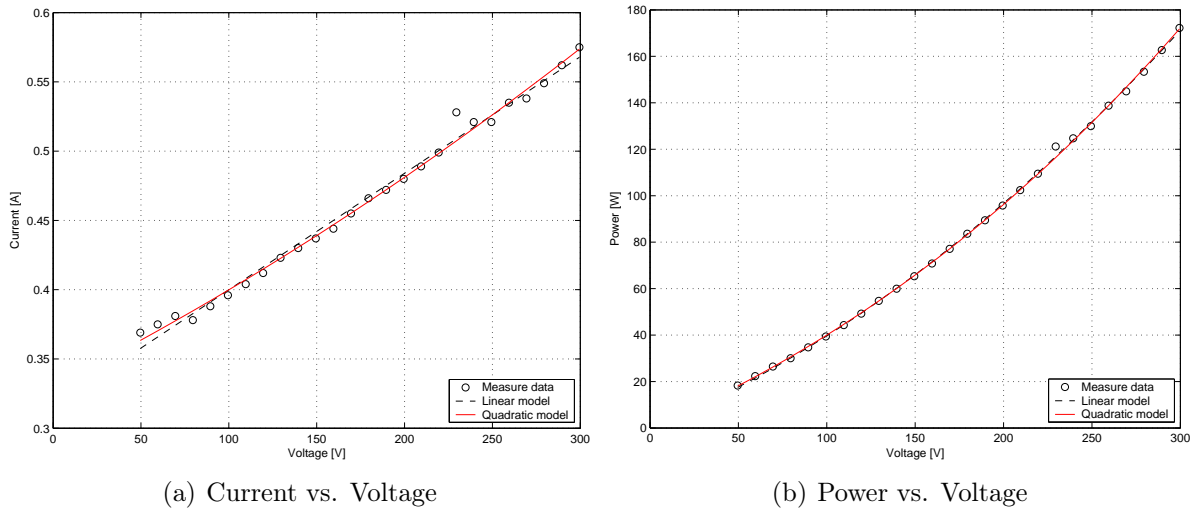 0.6
0.55
0.5
0.45
0.4
0.35
0.3
0
50
100
150
200
250
300
Current [A]
Voltage [V]
Measure data
Linear model
Quadratic model
(a) Current vs. Voltage
180
160
140
120
100
80
60
40
20
0
0
50
100
150
200
250
300
Power [W]
Voltage [V]
Measure data
Linear model
Quadratic model
(b) Power vs. Voltage